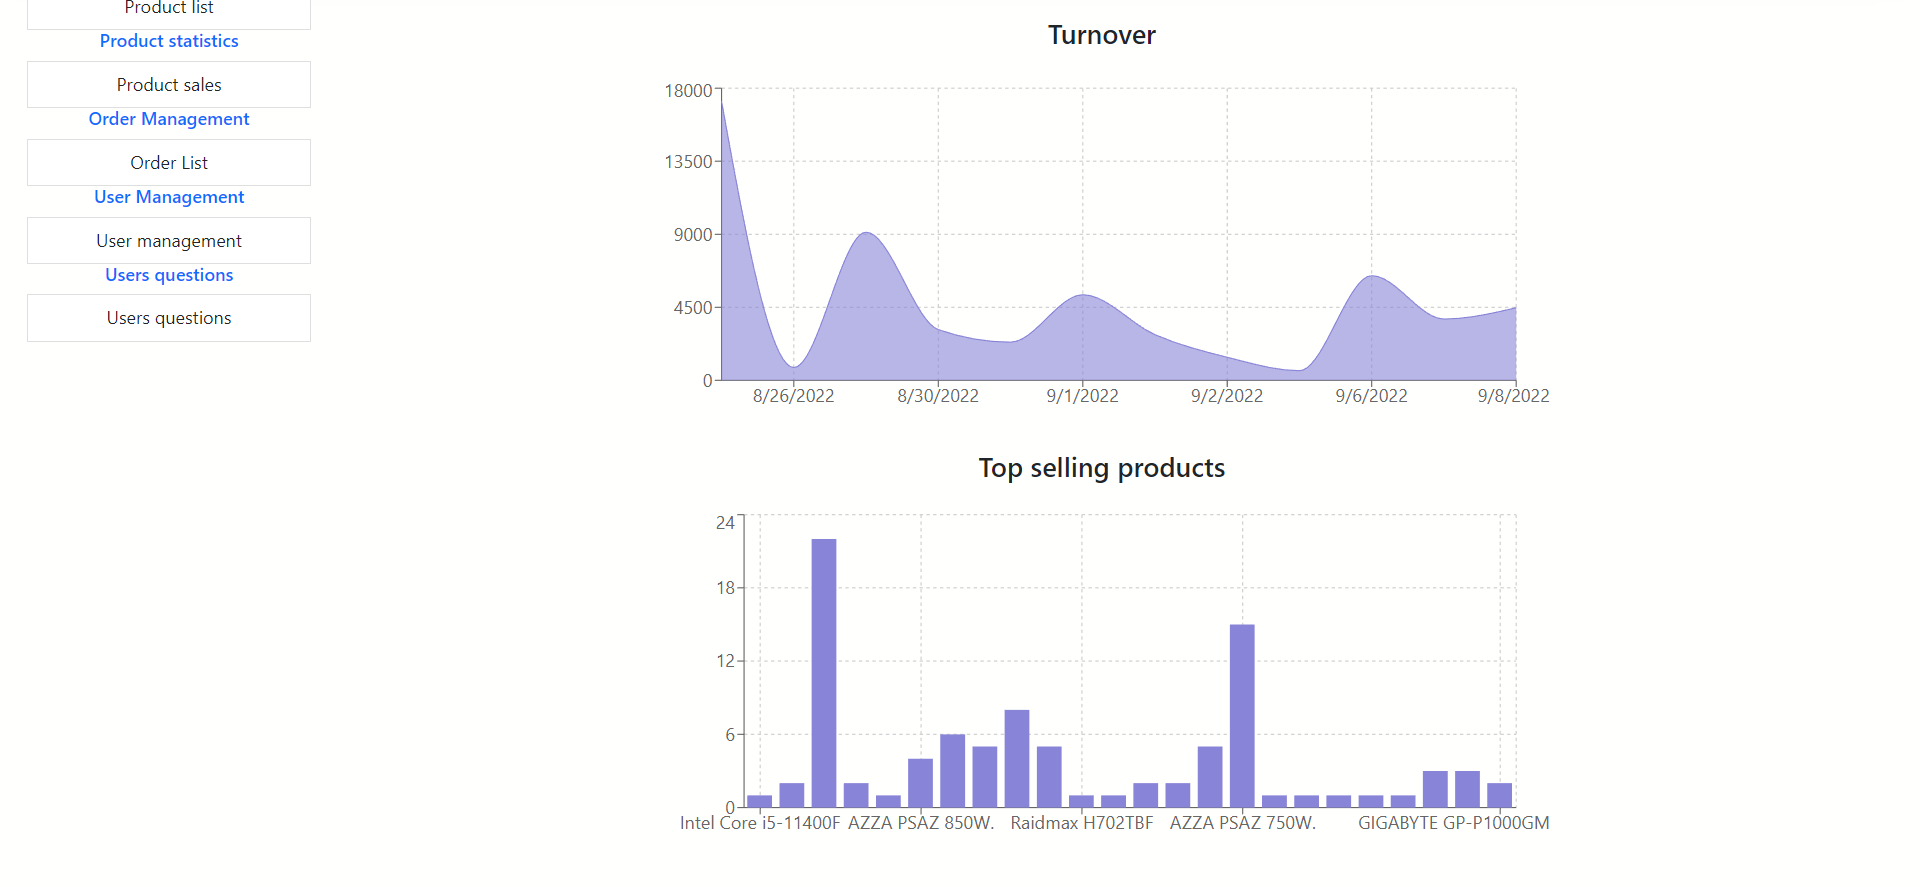 Product list
Product statistics
Product sales
Order Management
Order List
User Management
User management
Users questions
Users questions
Turnover
18000
13500
9000
4500
0
8/26/2022 8/30/2022 9/1/2022 9/2/2022 9/6/2022 9/8/2022
Top selling products
24
18
12
6
0
Intel Core i5-11400F AZZA PSAZ 850W. Raidmax H702TBF AZZA PSAZ 750W. GIGABYTE GP-P1000GM